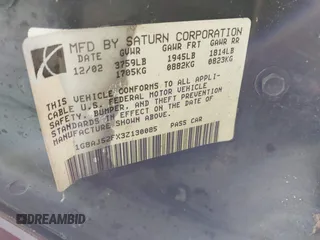 MFD BY SATURN CORPORATION
DATE GVWR GAWR FRT GAWR RR
12/02 3759LB 1945LB 1814LB
1705KG 0882KG 0823KG
THIS VEHICLE CONFORMS TO ALL APPLI-
CABLE U.S. FEDERAL MOTOR VEHICLE
SAFETY, BUMPER, AND THEFT PREVENTION
STANDARDS IN EFFECT ON THE DATE OF
MANUFACTURE SHOWN ABOVE.
1G8AJ52FX3Z130085 PASS CAR
DREAMBID